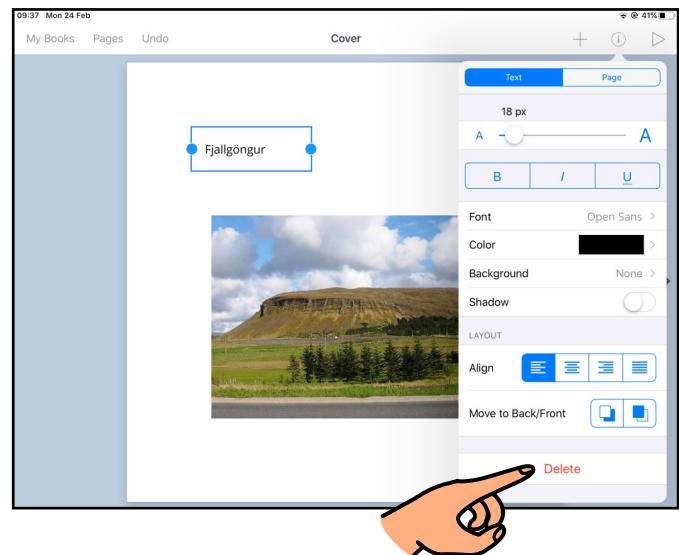 09:37 Mon 24 Feb 41%
My Books Pages Undo Cover
Text Page
18 px
A A
B I U
Fjallgöngur
Font Open Sans
Color
Background None
Shadow
LAYOUT
Align
Move to Back/Front
Delete